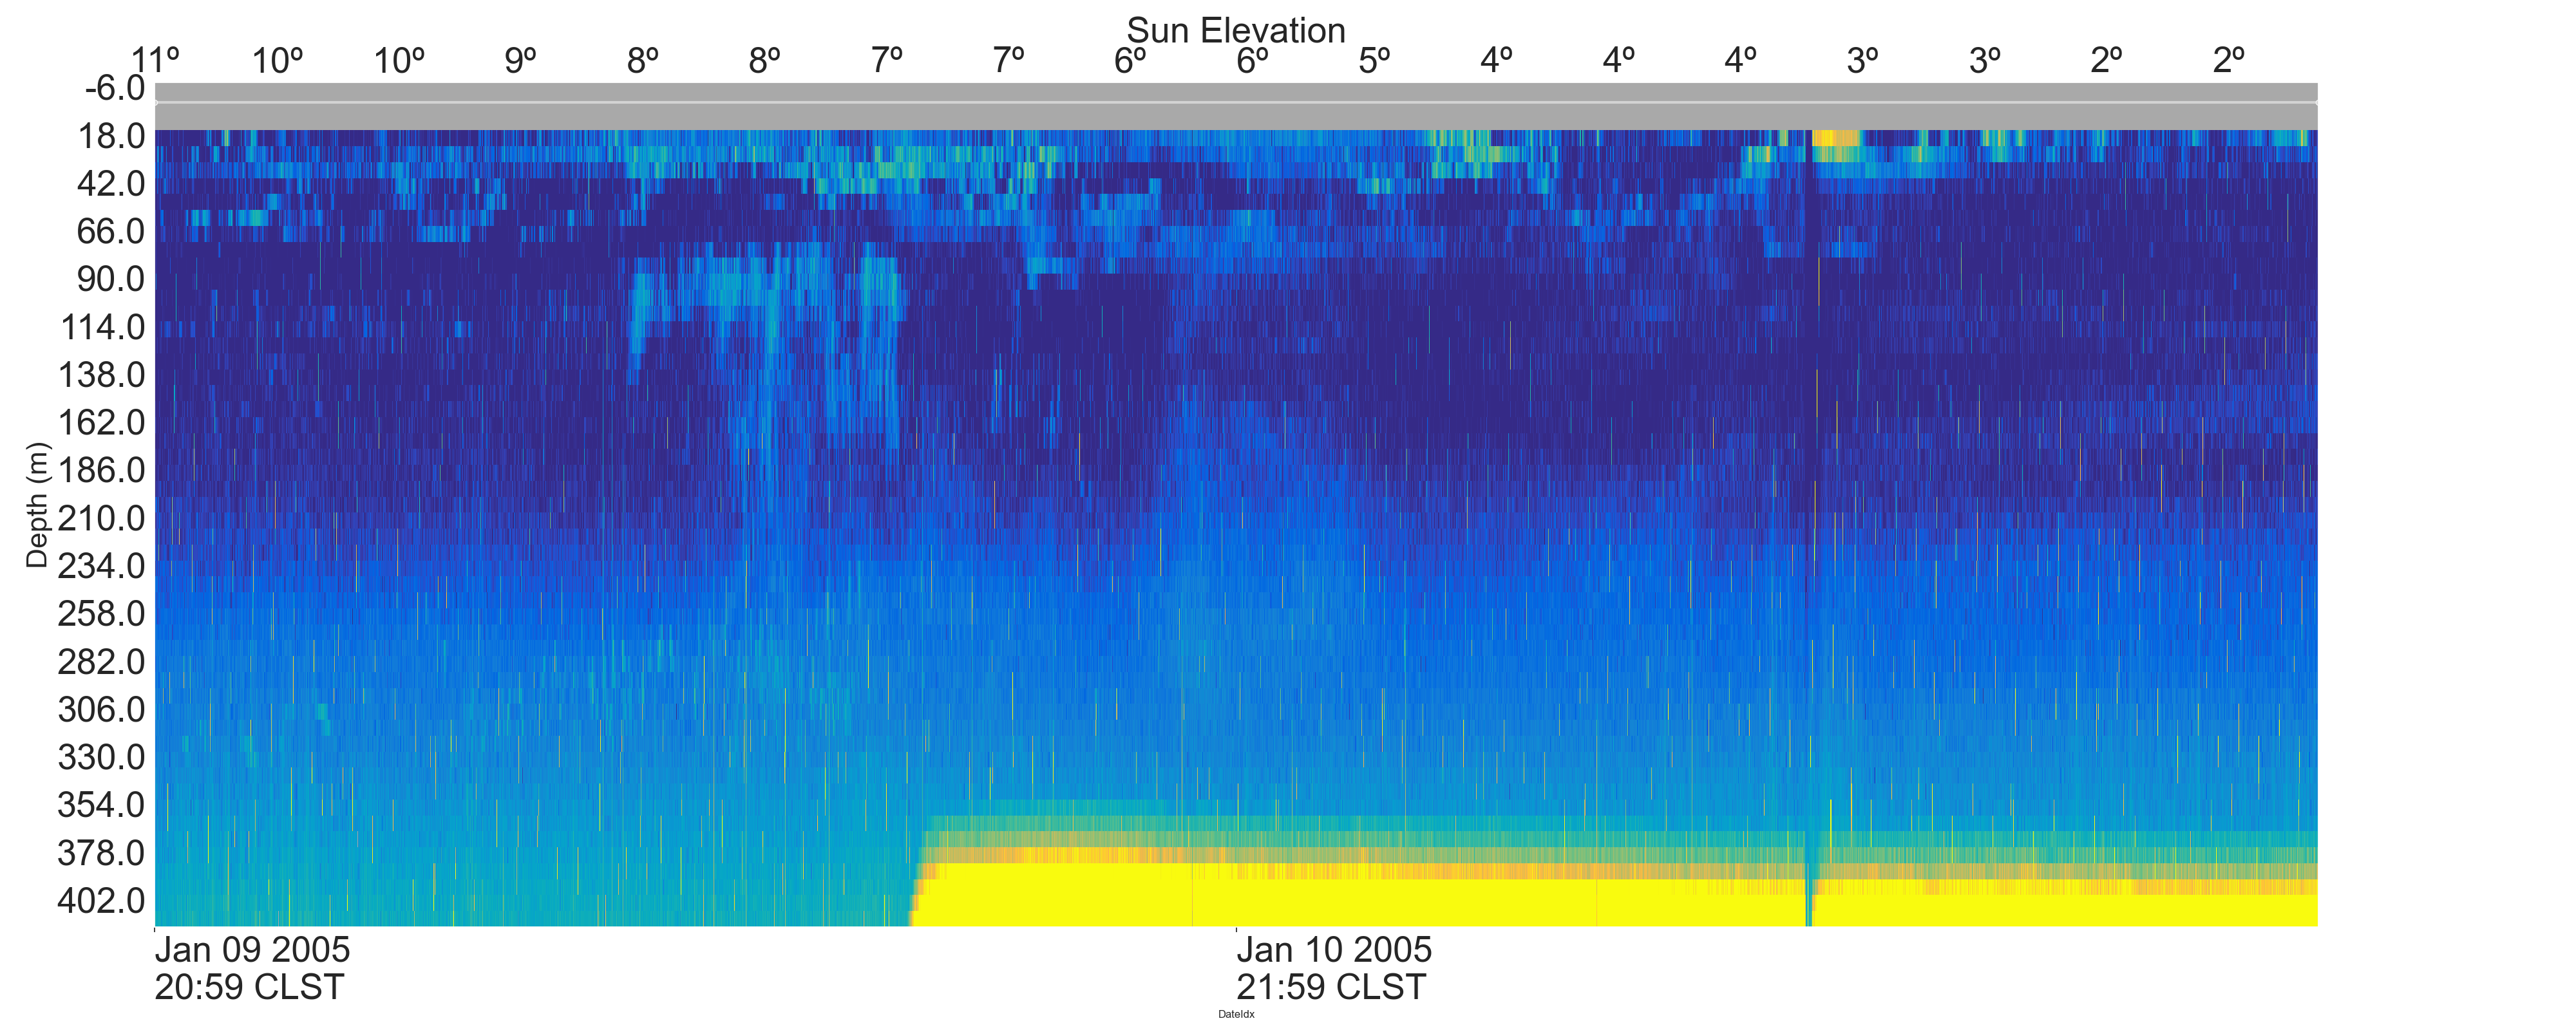 Sun Elevation
11º 10º 10º 9º 8º 8º 7º 7º 6º 6º 5º 4º 4º 4º 3º 3º 2º 2º
-6.0
18.0
42.0
66.0
90.0
114.0
138.0
162.0
186.0
210.0
234.0
258.0
282.0
306.0
330.0
354.0
378.0
402.0
Depth (m)
Jan 09 2005
20:59 CLST
Jan 10 2005
21:59 CLST
DateIdx